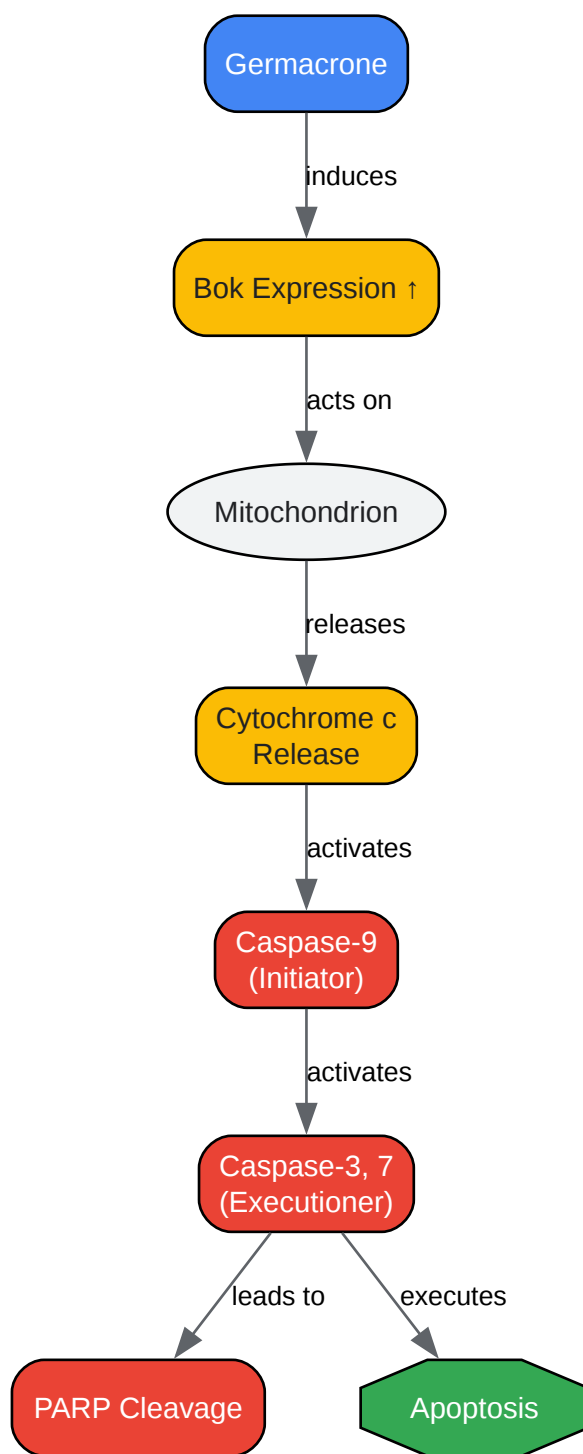 Germacrone
induces
Bok Expression ↑
acts on
Mitochondrion
releases
Cytochrome c
Release
activates
Caspase-9
(Initiator)
activates
Caspase-3, 7
(Executioner)
leads to
executes
PARP Cleavage
Apoptosis